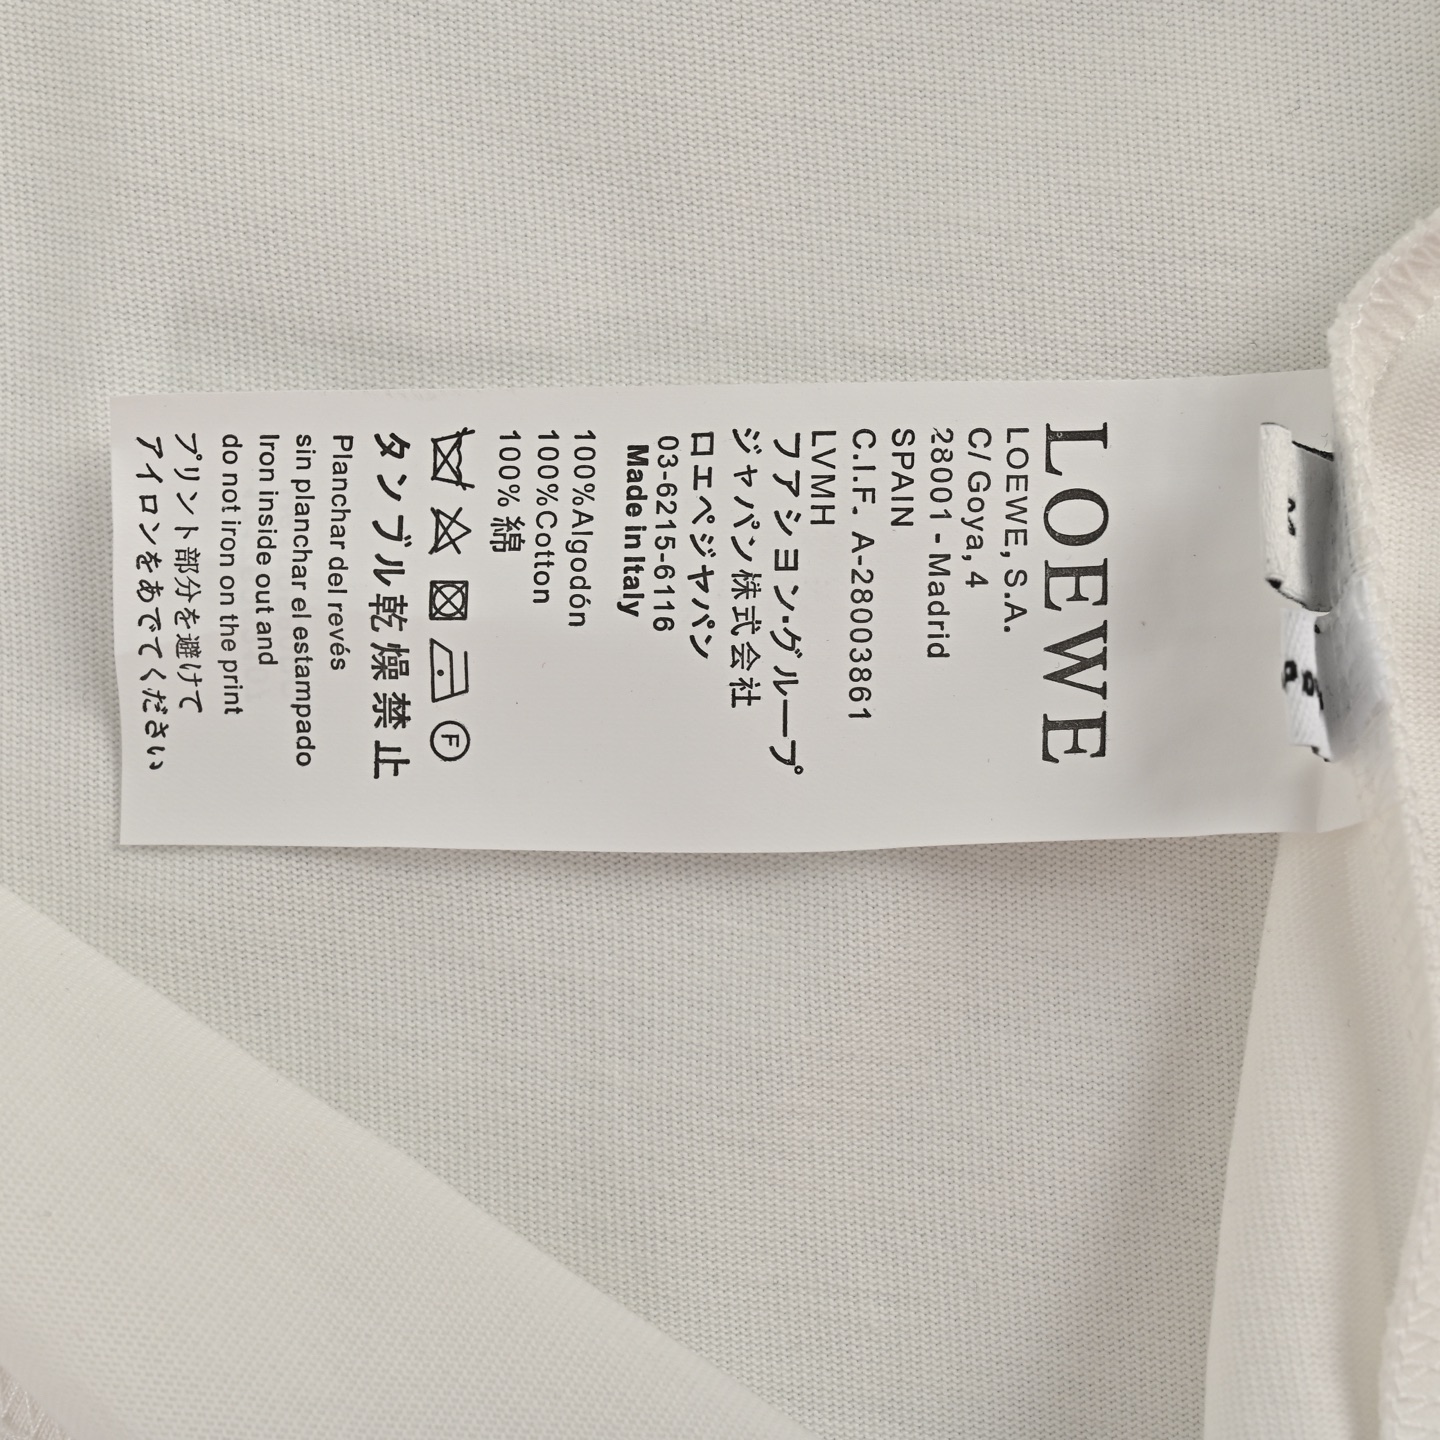 LOEWE
LOEWE, S.A.
C/Goya, 4
28001 - Madrid
SPAIN
C.I.F. A-28003861
LVMH
ファション·グループ
ジャパン株式会社
ロエベジャパン
03-6215-6116
Made in Italy
100%Algodón
100%Cotton
100%綿
F
タンブル乾燥禁止
Planchar del revés
sin planchar el estampado
Iron inside out and
do not iron on the print
プリント部分を避けて
アイロンをあててください